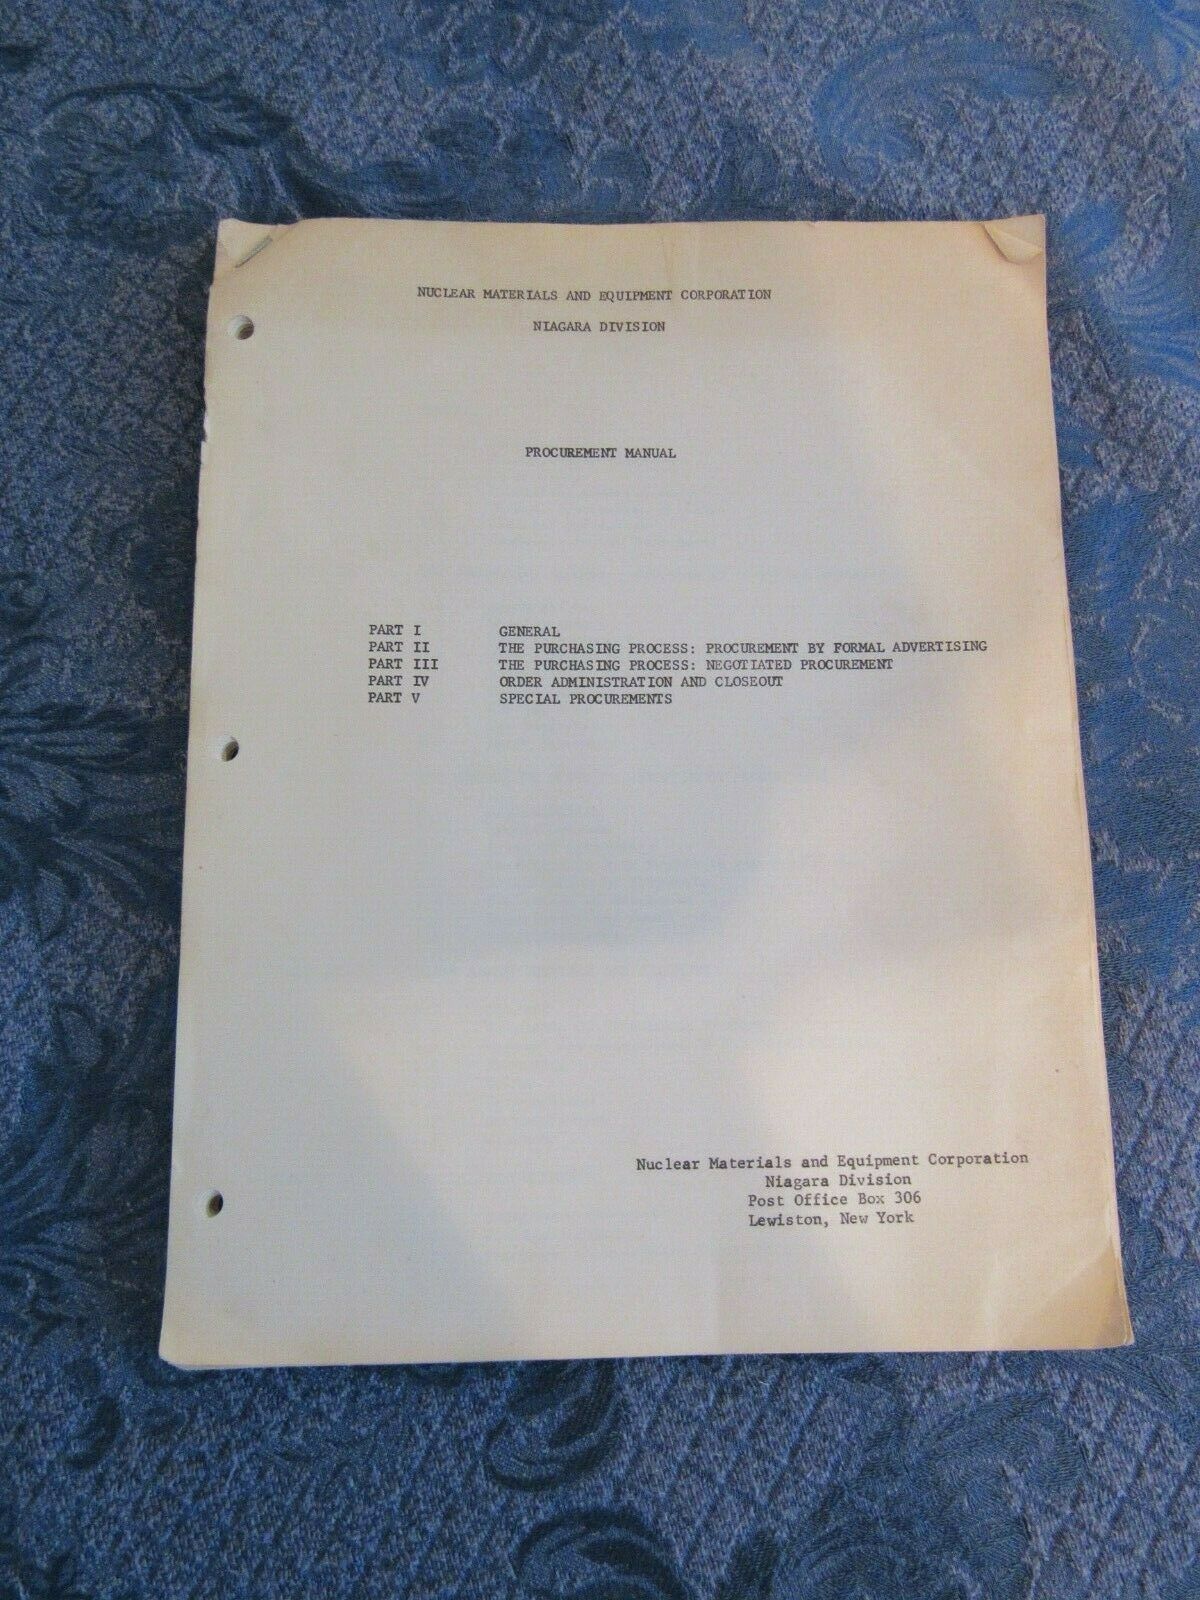 NUCLEAR MATERIALS AND EQUIPMENT CORPORATION
NIAGARA DIVISION
PROCUREMENT MANUAL
PART I GENERAL
PART II THE PURCHASING PROCESS: PROCUREMENT BY FORMAL ADVERTISING
PART III THE PURCHASING PROCESS: NEGOTIATED PROCUREMENT
PART IV ORDER ADMINISTRATION AND CLOSEOUT
PART V SPECIAL PROCUREMENTS
Nuclear Materials and Equipment Corporation
Niagara Division
Post Office Box 306
Lewiston, New York